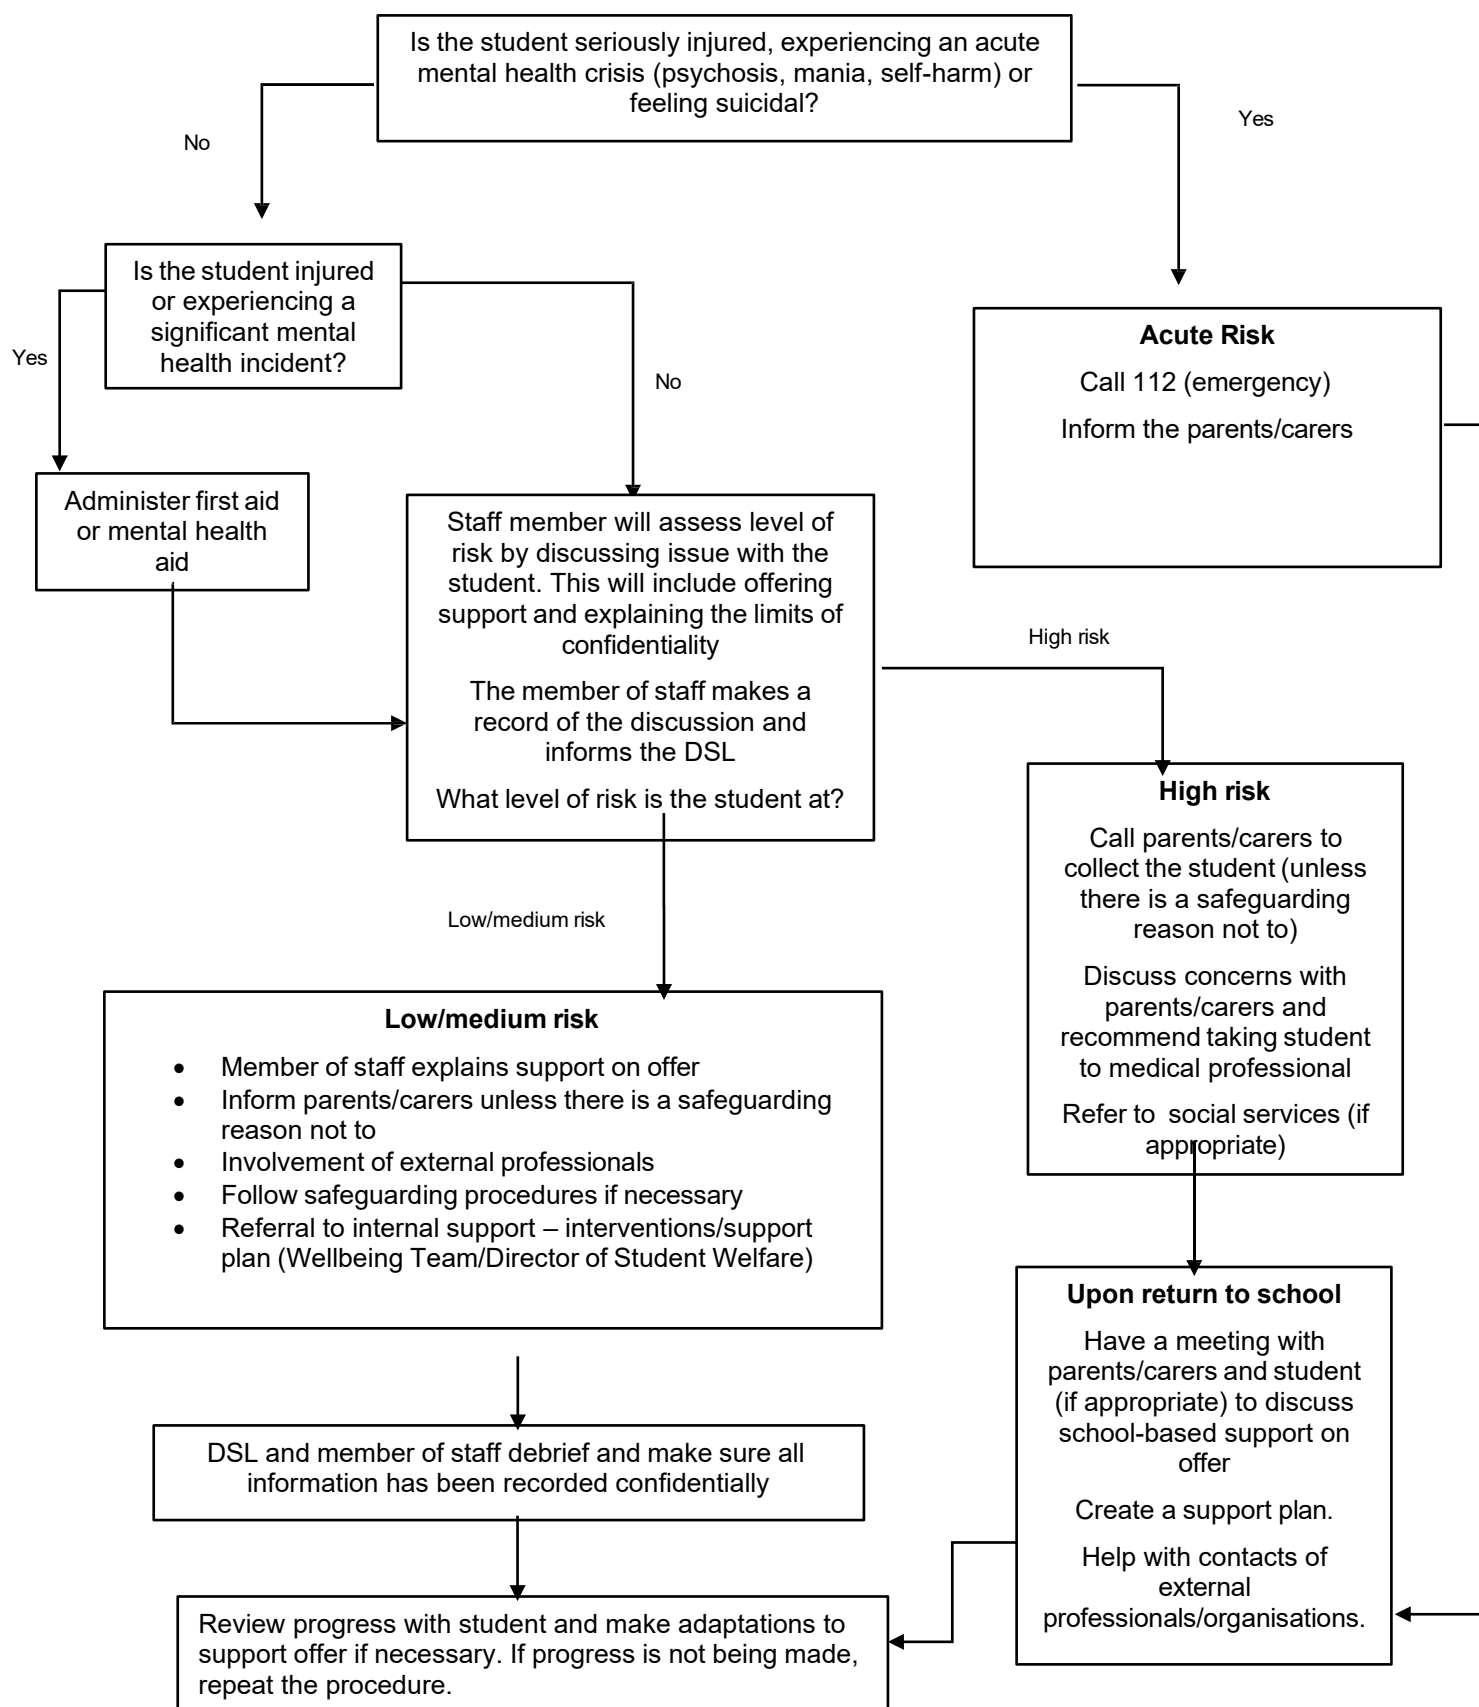 Is the student seriously injured, experiencing an acute
mental health crisis (psychosis, mania, self-harm) or
feeling suicidal?
No
Yes
Is the student injured
or experiencing a
significant mental
health incident?
Yes
No
Acute Risk
Call 112 (emergency)
Inform the parents/carers
Administer first aid
or mental health
aid
Staff member will assess level of
risk by discussing issue with the
student. This will include offering
support and explaining the limits of
confidentiality
The member of staff makes a
record of the discussion and
informs the DSL
What level of risk is the student at?
High risk
High risk
Call parents/carers to
collect the student (unless
there is a safeguarding
reason not to)
Discuss concerns with
parents/carers and
recommend taking student
to medical professional
Refer to social services (if
appropriate)
Low/medium risk
Low/medium risk
• Member of staff explains support on offer
• Inform parents/carers unless there is a safeguarding
reason not to
• Involvement of external professionals
• Follow safeguarding procedures if necessary
• Referral to internal support – interventions/support
plan (Wellbeing Team/Director of Student Welfare)
Upon return to school
Have a meeting with
parents/carers and student
(if appropriate) to discuss
school-based support on
offer
Create a support plan.
Help with contacts of
external
professionals/organisations.
DSL and member of staff debrief and make sure all
information has been recorded confidentially
Review progress with student and make adaptations to
support offer if necessary. If progress is not being made,
repeat the procedure.